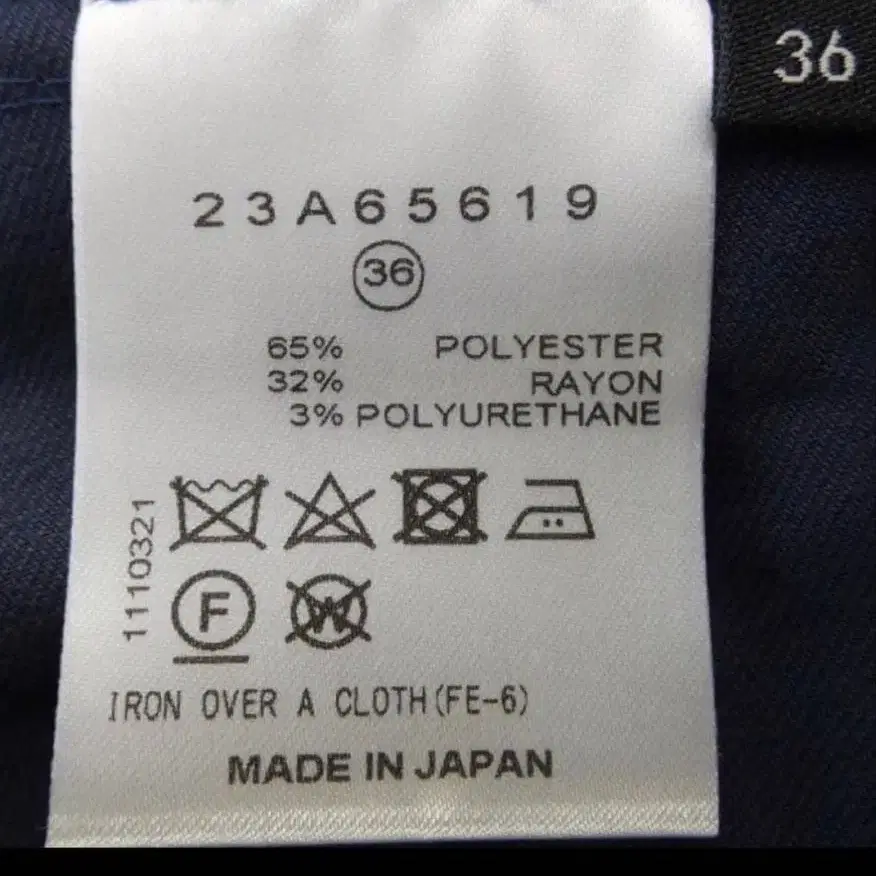 36
23A65619
36
65% POLYESTER
32% RAYON
3% POLYURETHANE
1110321
F
W
IRON OVER A CLOTH(FE-6)
MADE IN JAPAN